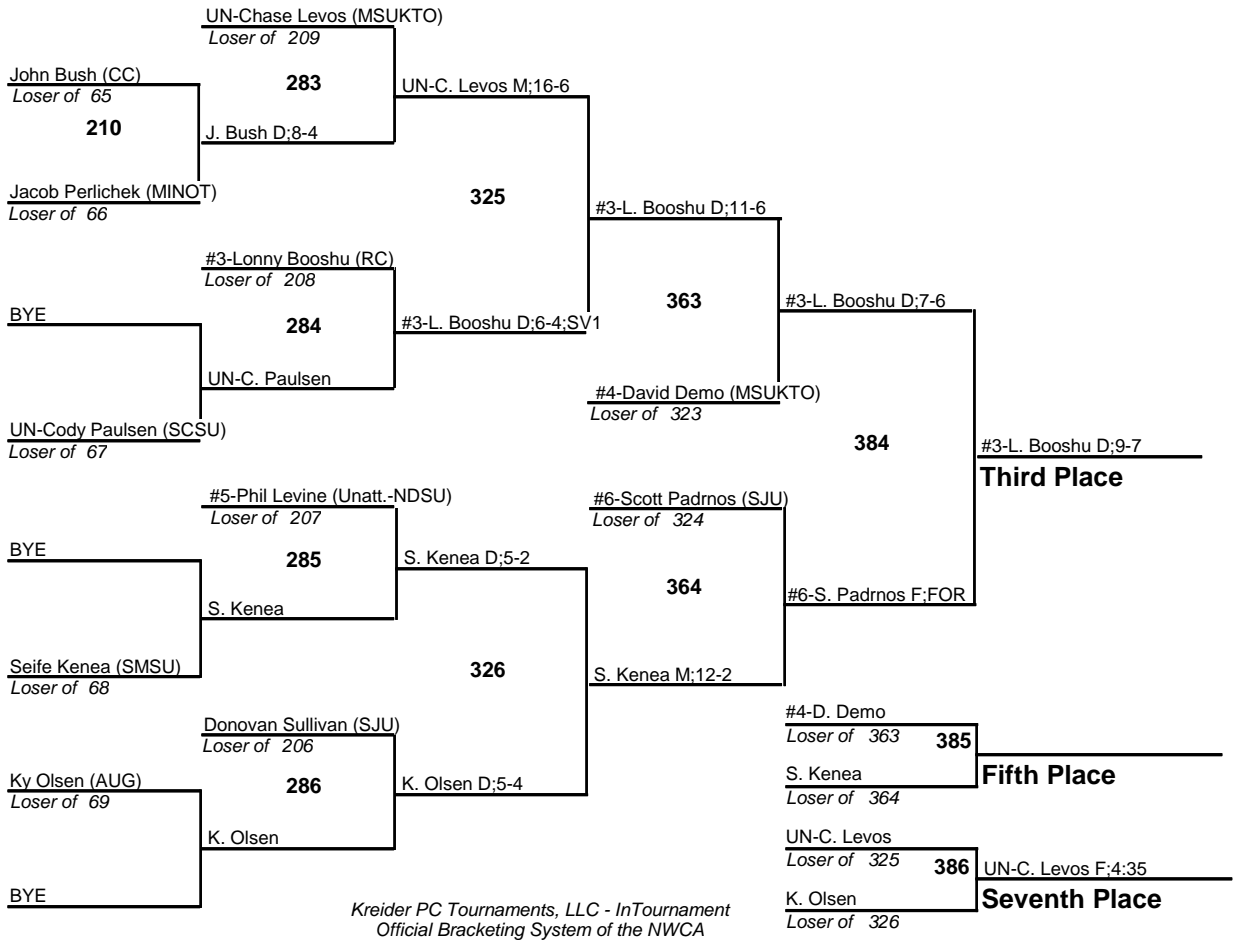 UN-Chase Levos (MSUKTO)
Loser of 209
John Bush (CC)
Loser of 65
283
UN-C. Levos M;16-6
210
J. Bush D;8-4
Jacob Perlichek (MINOT)
Loser of 66
325
#3-L. Booshu D;11-6
#3-Lonny Booshu (RC)
Loser of 208
BYE
284
#3-L. Booshu D;6-4;SV1
363
#3-L. Booshu D;7-6
UN-C. Paulsen
#4-David Demo (MSUKTO)
Loser of 323
UN-Cody Paulsen (SCSU)
Loser of 67
384
#3-L. Booshu D;9-7
Third Place
#5-Phil Levine (Unatt.-NDSU)
Loser of 207
#6-Scott Padrnos (SJU)
Loser of 324
BYE
285
S. Kenea D;5-2
364
S. Kenea
#6-S. Padrnos F;FOR
Seife Kenea (SMSU)
Loser of 68
326
S. Kenea M;12-2
Donovan Sullivan (SJU)
Loser of 206
#4-D. Demo
Loser of 363
385
Fifth Place
Ky Olsen (AUG)
Loser of 69
286
K. Olsen D;5-4
S. Kenea
Loser of 364
K. Olsen
UN-C. Levos
Loser of 325
386
UN-C. Levos F;4:35
Seventh Place
BYE
K. Olsen
Loser of 326
Kreider PC Tournaments, LLC - InTournament
Official Bracketing System of the NWCA